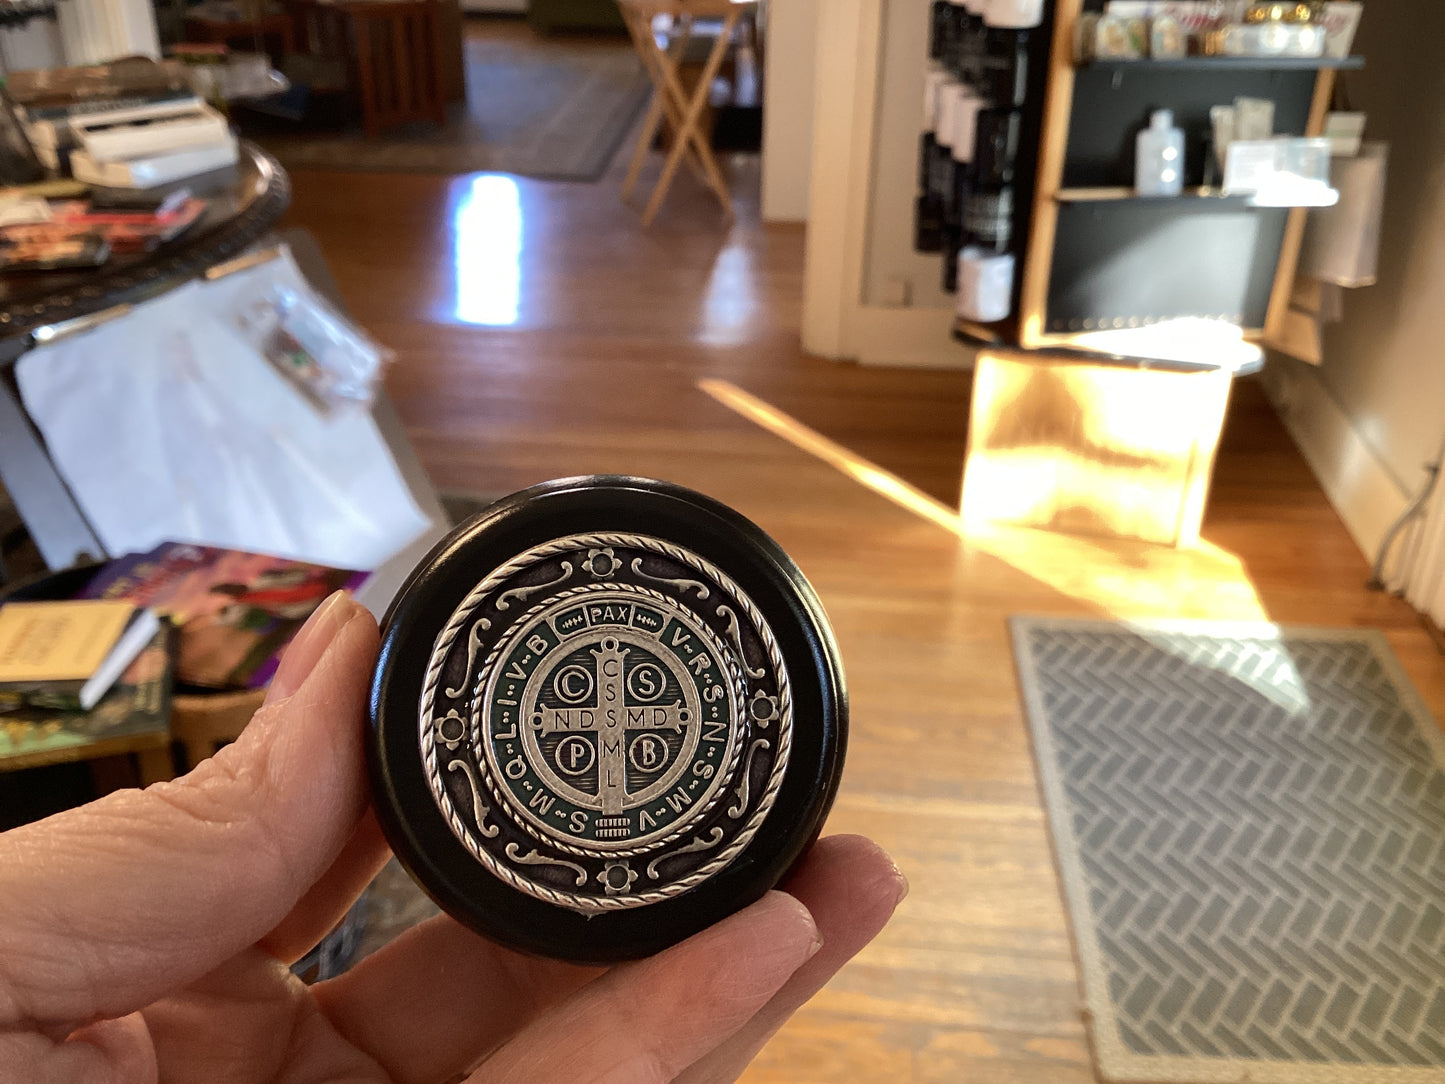 PAX
V·R·S·N·S·M·V
S·M·Q·L·I·V·B
C S
C S S M L
N D S M D
P B